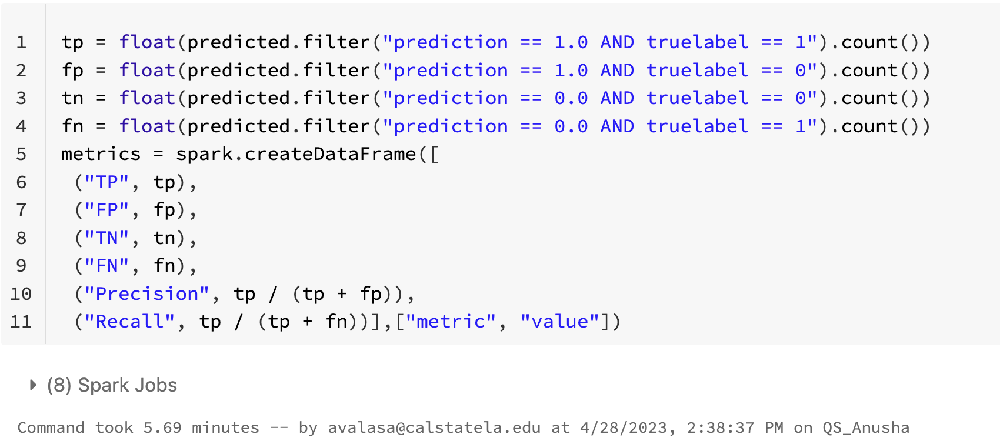 1 tp = float(predicted.filter("prediction == 1.0 AND truelabel == 1").count())
2 fp = float(predicted.filter("prediction == 1.0 AND truelabel == 0").count())
3 tn = float(predicted.filter("prediction == 0.0 AND truelabel == 0").count())
4 fn = float(predicted.filter("prediction == 0.0 AND truelabel == 1").count())
5 metrics = spark.createDataFrame([
6  ("TP", tp),
7  ("FP", fp),
8  ("TN", tn),
9  ("FN", fn),
10  ("Precision", tp / (tp + fp)),
11  ("Recall", tp / (tp + fn))],["metric", "value"])
(8) Spark Jobs
Command took 5.69 minutes -- by avalasa@calstatela.edu at 4/28/2023, 2:38:37 PM on QS_Anusha